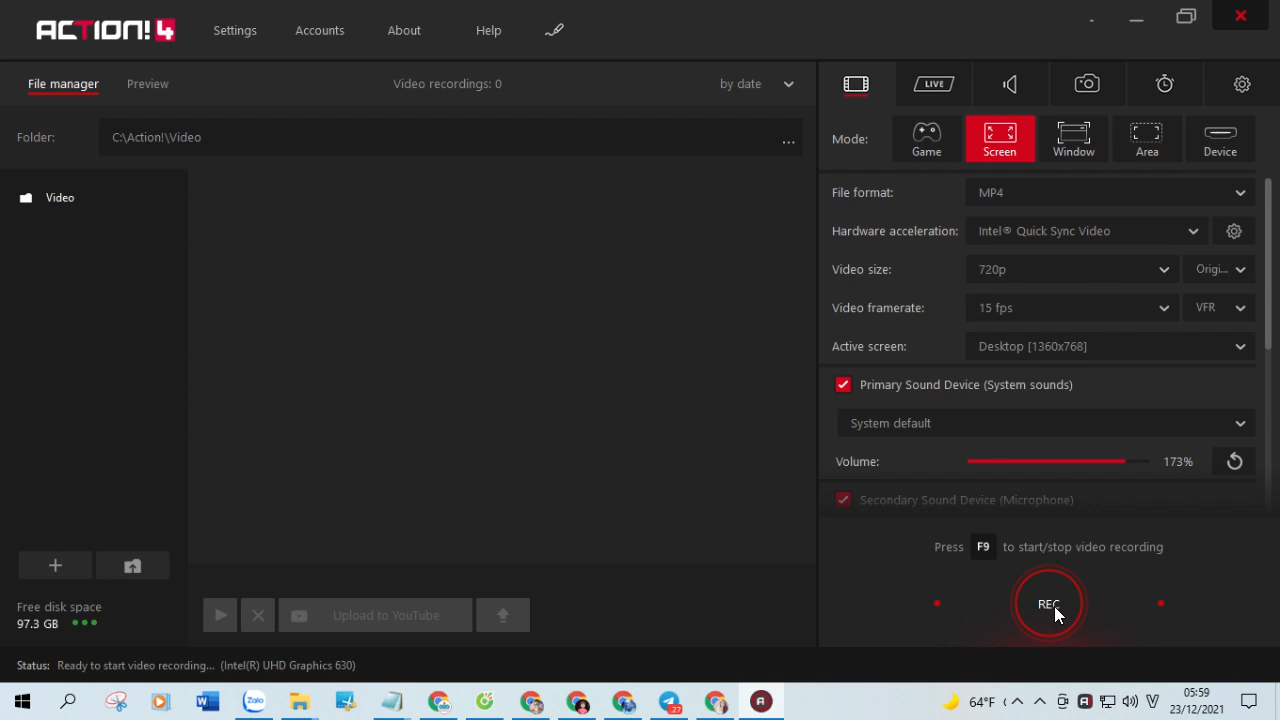 ACTION! 4 Settings Accounts About Help
File manager Preview Video recordings: 0 by date LIVE
Folder: C:\Action!\Video ...
Mode: Game Screen Window Area Device
Video
File format: MP4
Hardware acceleration: Intel® Quick Sync Video
Video size: 720p Origi...
Video framerate: 15 fps VFR
Active screen: Desktop [1360x768]
Primary Sound Device (System sounds)
System default
Volume: 173%
Secondary Sound Device (Microphone)
Press F9 to start/stop video recording
+
Free disk space
97.3 GB
Upload to YouTube
REC
Status: Ready to start video recording... (Intel(R) UHD Graphics 630)
W Zalo 27 A 64°F A V 05:59
23/12/2021